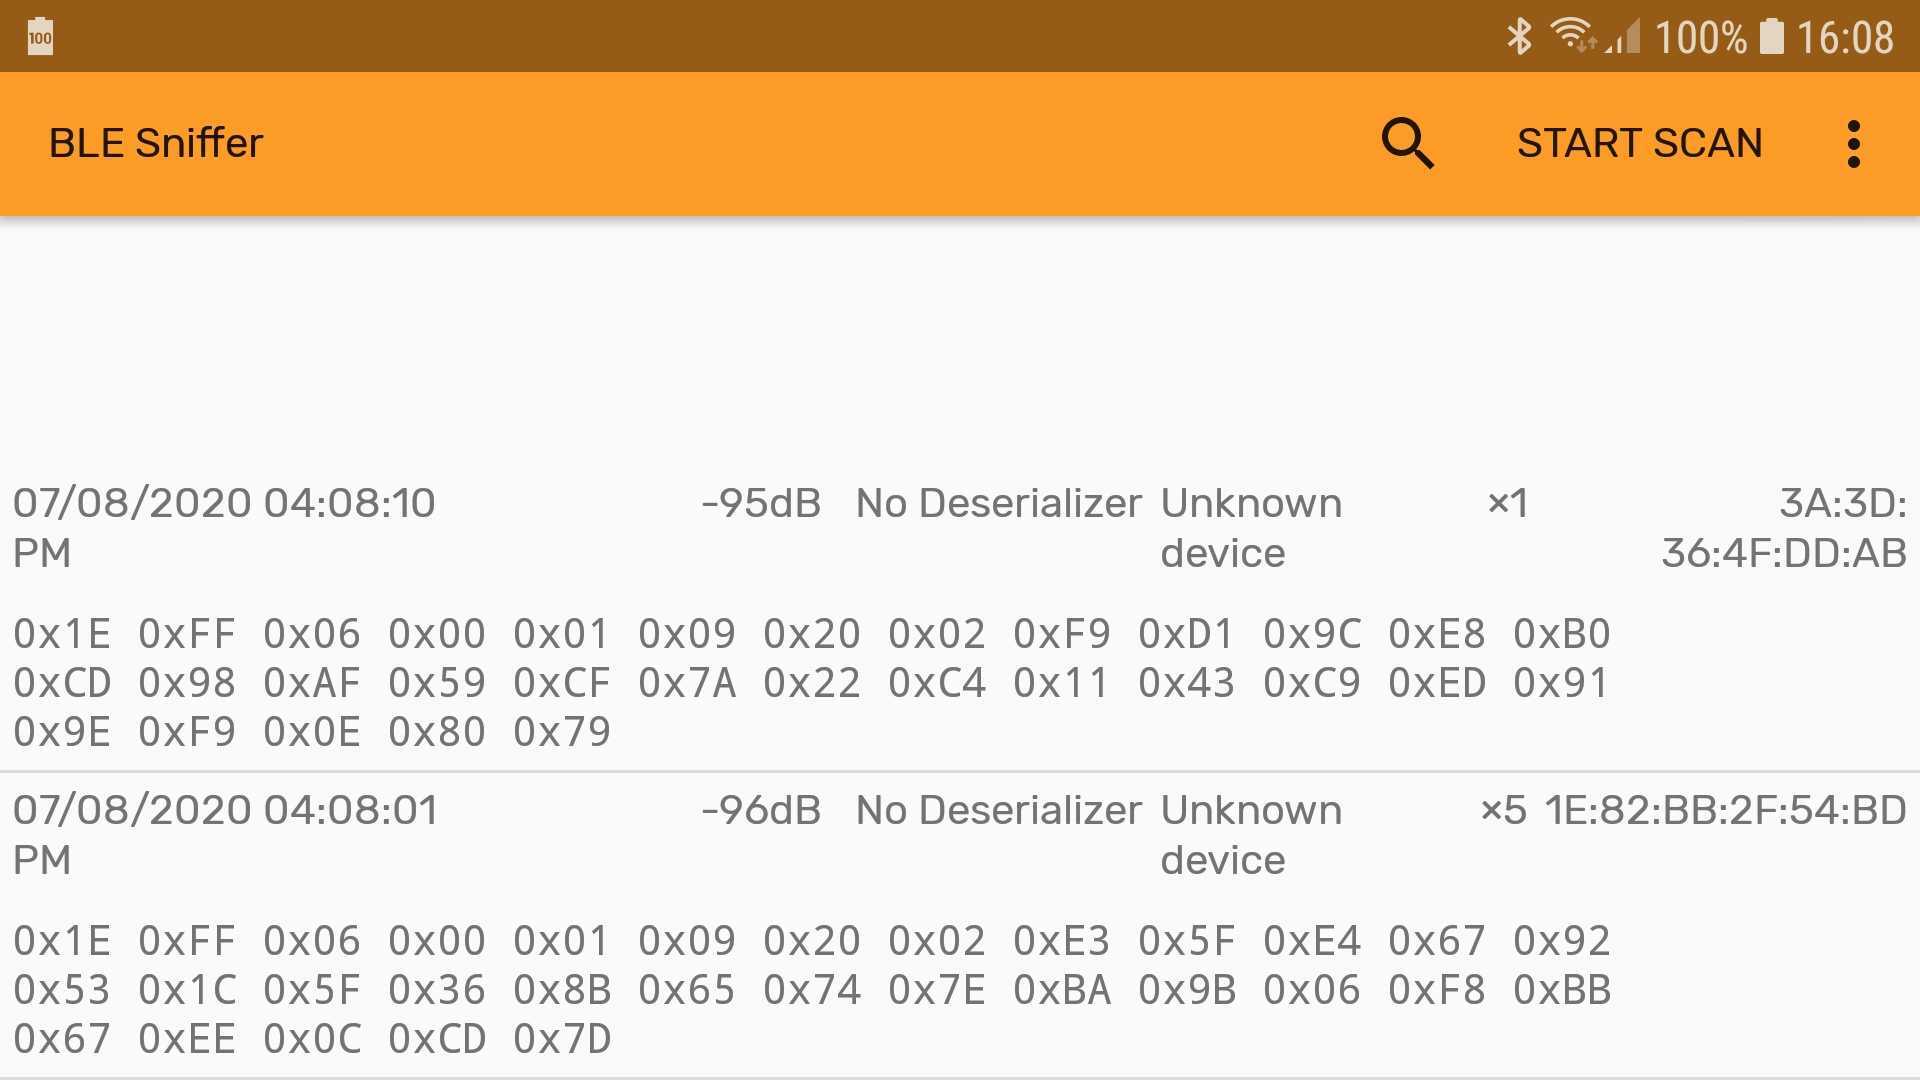 100
100% 16:08
BLE Sniffer START SCAN
07/08/2020 04:08:10 -95dB No Deserializer Unknown ×1 3A:3D:
PM device 36:4F:DD:AB
0x1E 0xFF 0x06 0x00 0x01 0x09 0x20 0x02 0xF9 0xD1 0x9C 0xE8 0xB0
0xCD 0x98 0xAF 0x59 0xCF 0x7A 0x22 0xC4 0x11 0x43 0xC9 0xED 0x91
0x9E 0xF9 0x0E 0x80 0x79
07/08/2020 04:08:01 -96dB No Deserializer Unknown ×5 1E:82:BB:2F:54:BD
PM device
0x1E 0xFF 0x06 0x00 0x01 0x09 0x20 0x02 0xE3 0x5F 0xE4 0x67 0x92
0x53 0x1C 0x5F 0x36 0x8B 0x65 0x74 0x7E 0xBA 0x9B 0x06 0xF8 0xBB
0x67 0xEE 0x0C 0xCD 0x7D